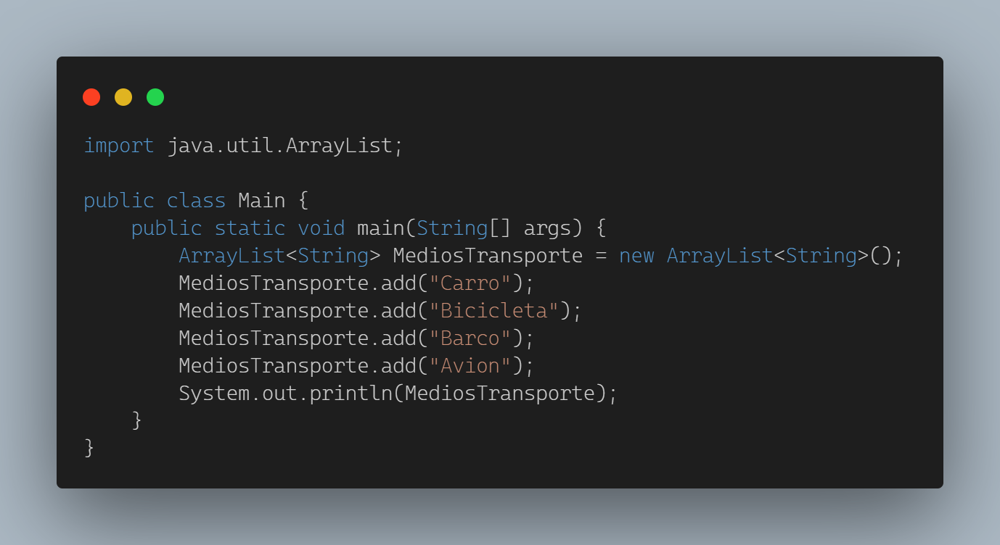 import java.util.ArrayList;

public class Main {
    public static void main(String[] args) {
        ArrayList<String> MediosTransporte = new ArrayList<String>();
        MediosTransporte.add("Carro");
        MediosTransporte.add("Bicicleta");
        MediosTransporte.add("Barco");
        MediosTransporte.add("Avion");
        System.out.println(MediosTransporte);
    }
}